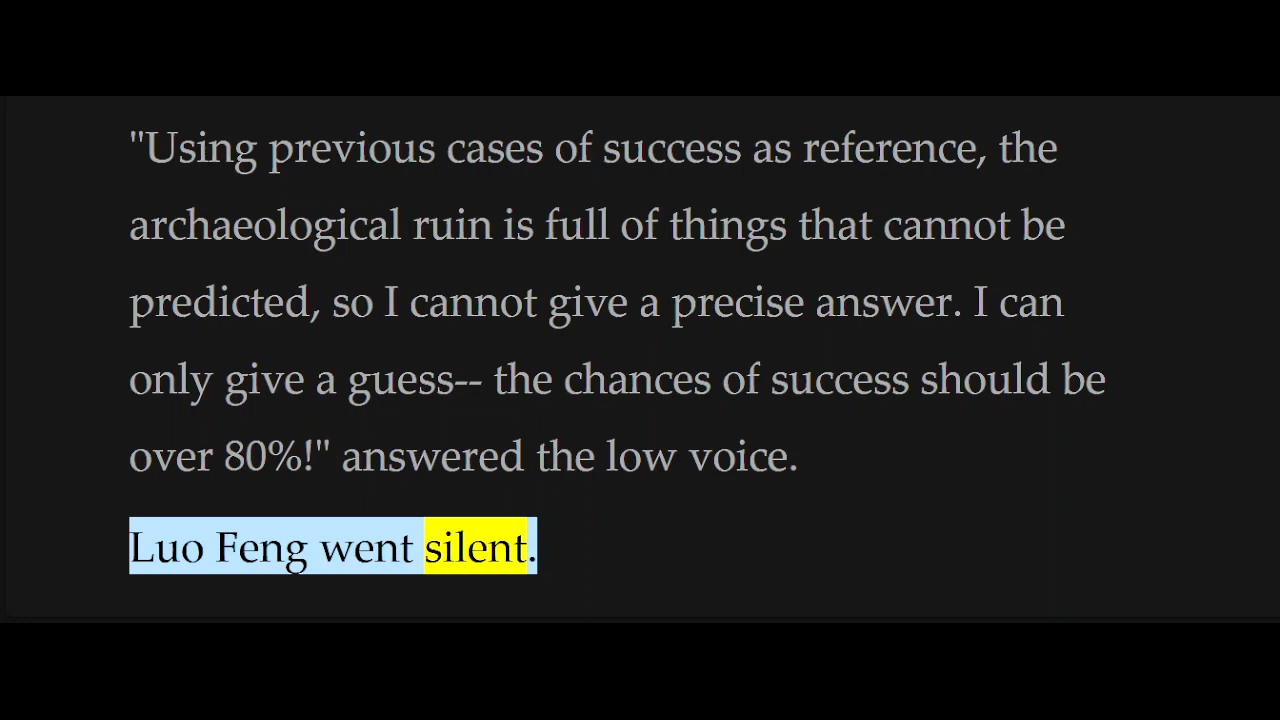 "Using previous cases of success as reference, the
archaeological ruin is full of things that cannot be
predicted, so I cannot give a precise answer. I can
only give a guess-- the chances of success should be
over 80%!" answered the low voice.
Luo Feng went silent.